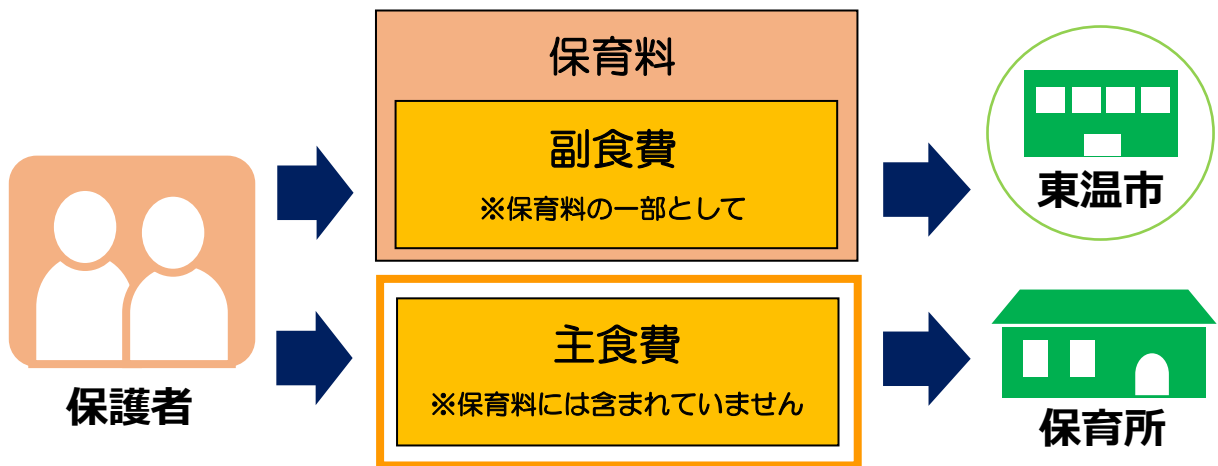 保育料
副食費
※保育料の一部として
東温市
主食費
※保育料には含まれていません
保護者
保育所